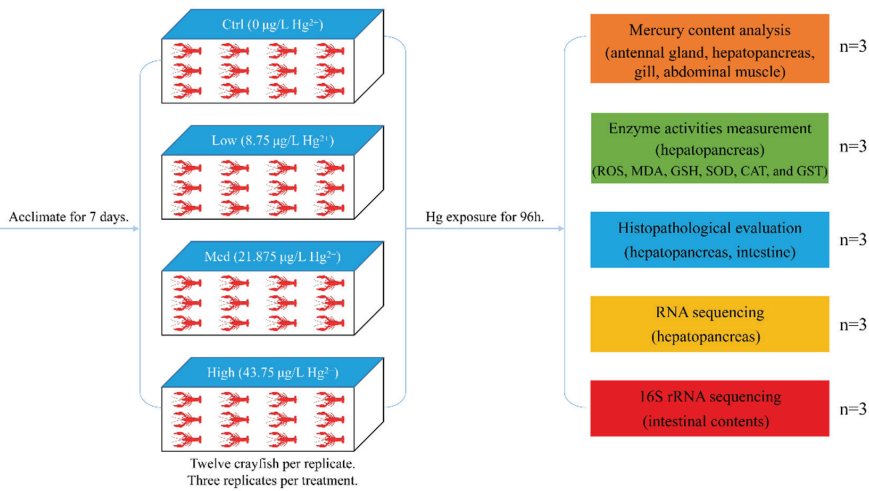 Ctrl (0 μg/L Hg²⁺)
Low (8.75 μg/L Hg²⁺)
Acclimate for 7 days.
Hg exposure for 96h.
Med (21.875 μg/L Hg²⁺)
High (43.75 μg/L Hg²⁺)
Twelve crayfish per replicate.
Three replicates per treatment.
Mercury content analysis
(antennal gland, hepatopancreas,
gill, abdominal muscle)
n=3
Enzyme activities measurement
(hepatopancreas)
(ROS, MDA, GSH, SOD, CAT, and GST)
n=3
Histopathological evaluation
(hepatopancreas, intestine)
n=3
RNA sequencing
(hepatopancreas)
n=3
16S rRNA sequencing
(intestinal contents)
n=3